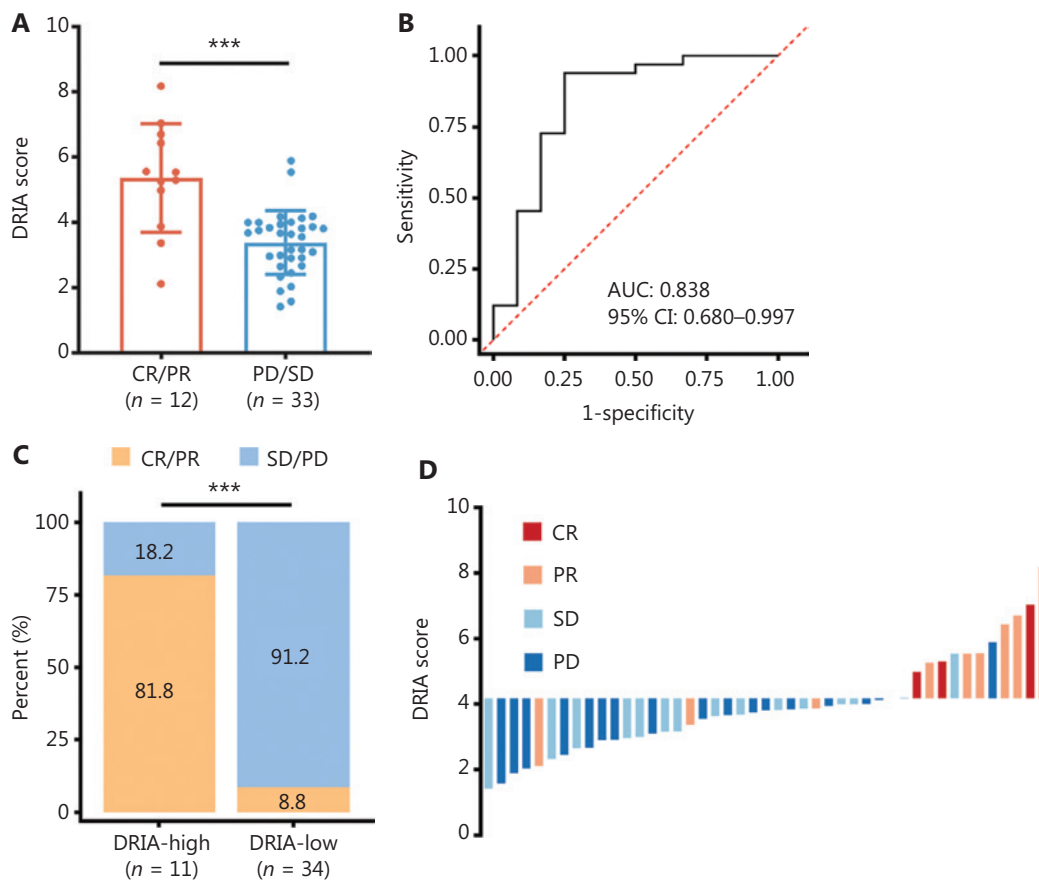 A
10
8
6
4
2
0
DRIA score
***
CR/PR
(n = 12)
PD/SD
(n = 33)
B
1.00
0.75
0.50
0.25
0.00
Sensitivity
AUC: 0.838
95% CI: 0.680–0.997
0.00 0.25 0.50 0.75 1.00
1-specificity
C
CR/PR
SD/PD
***
100
75
50
25
0
Percent (%)
18.2
81.8
91.2
8.8
DRIA-high
(n = 11)
DRIA-low
(n = 34)
D
10
8
6
4
2
0
DRIA score
CR
PR
SD
PD